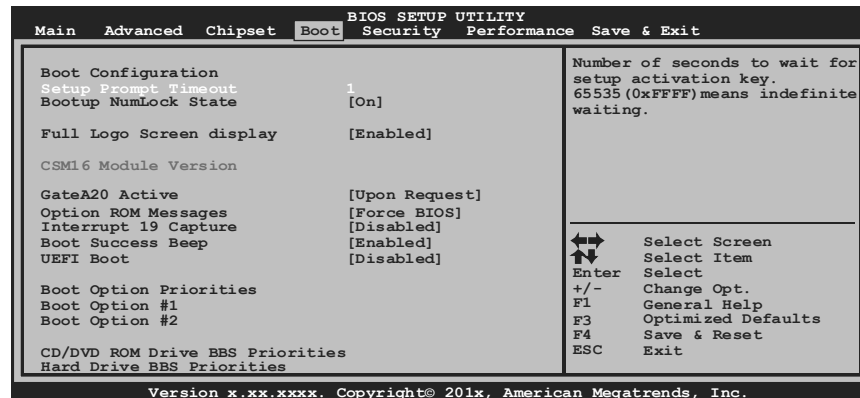 BIOS SETUP UTILITY
Main Advanced Chipset Boot Security Performance Save & Exit
Boot Configuration
Setup Prompt Timeout 1
Bootup NumLock State [On]
Full Logo Screen display [Enabled]
CSM16 Module Version
GateA20 Active [Upon Request]
Option ROM Messages [Force BIOS]
Interrupt 19 Capture [Disabled]
Boot Success Beep [Enabled]
UEFI Boot [Disabled]
Boot Option Priorities
Boot Option #1
Boot Option #2
CD/DVD ROM Drive BBS Priorities
Hard Drive BBS Priorities
Number of seconds to wait for
setup activation key.
65535(0xFFFF)means indefinite
waiting.
Select Screen
Select Item
Enter Select
+/- Change Opt.
F1 General Help
F3 Optimized Defaults
F4 Save & Reset
ESC Exit
Version x.xx.xxxx. Copyright© 201x, American Megatrends, Inc.